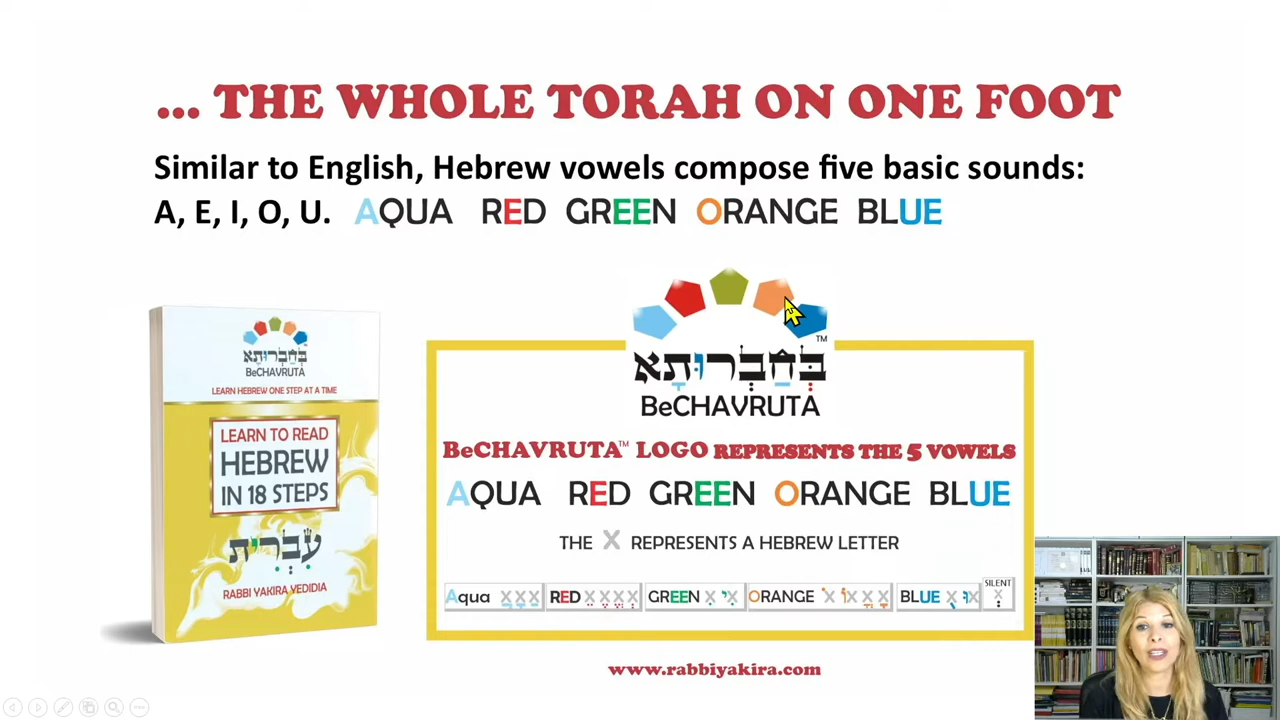 ... THE WHOLE TORAH ON ONE FOOT
Similar to English, Hebrew vowels compose five basic sounds:
A, E, I, O, U. AQUA RED GREEN ORANGE BLUE
בְּחַבְרוּתָא
BeCHAVRUTA
LEARN HEBREW ONE STEP AT A TIME
LEARN TO READ
HEBREW
IN 18 STEPS
עִבְרִית
RABBI YAKIRA YEDIDIA
TM
בְּחַבְרוּתָא
BeCHAVRUTA
BeCHAVRUTA™ LOGO REPRESENTS THE 5 VOWELS
AQUA RED GREEN ORANGE BLUE
THE X REPRESENTS A HEBREW LETTER
Aqua RED GREEN ORANGE BLUE SILENT
www.rabbiyakira.com